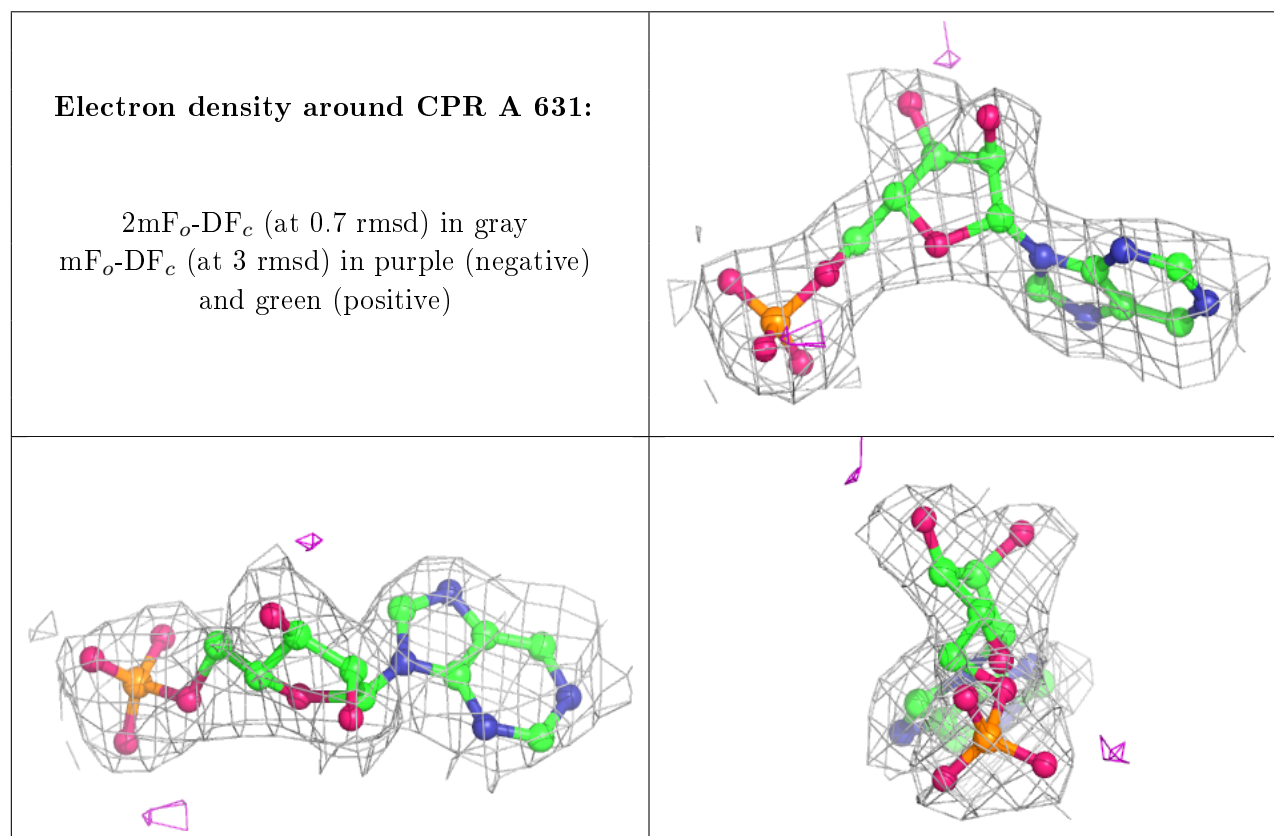 Electron density around CPR A 631:
2mFo-DFc (at 0.7 rmsd) in gray
mFo-DFc (at 3 rmsd) in purple (negative)
and green (positive)